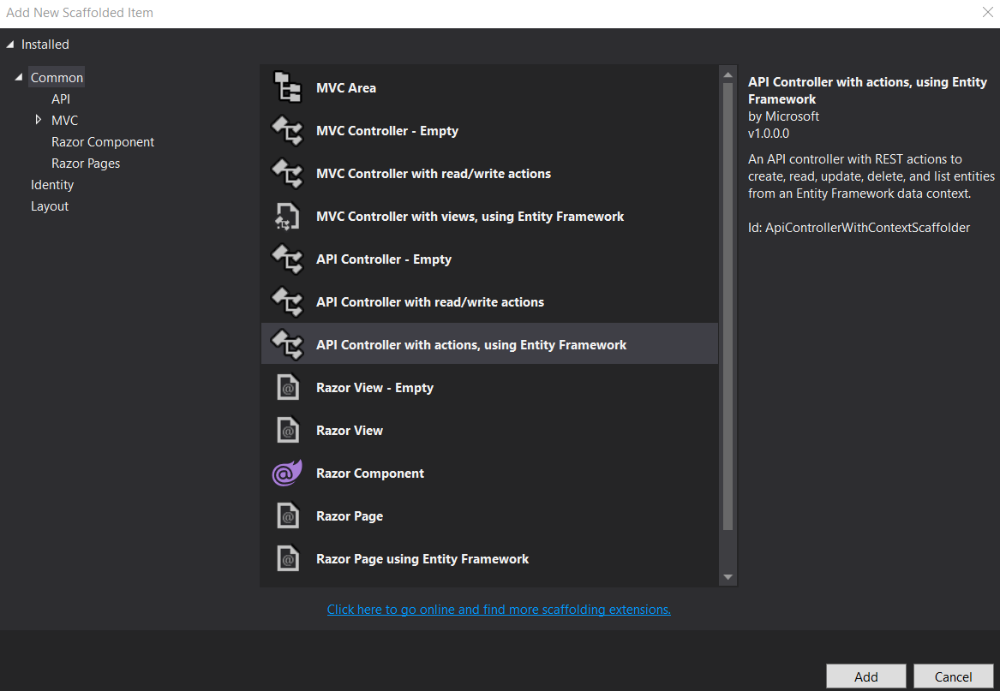 Add New Scaffolded Item
Installed
Common
API
MVC
Razor Component
Razor Pages
Identity
Layout
MVC Area
MVC Controller - Empty
MVC Controller with read/write actions
MVC Controller with views, using Entity Framework
API Controller - Empty
API Controller with read/write actions
API Controller with actions, using Entity Framework
Razor View - Empty
Razor View
Razor Component
Razor Page
Razor Page using Entity Framework
Click here to go online and find more scaffolding extensions.
API Controller with actions, using Entity
Framework
by Microsoft
v1.0.0.0
An API controller with REST actions to
create, read, update, delete, and list entities
from an Entity Framework data context.
Id: ApiControllerWithContextScaffolder
Add
Cancel